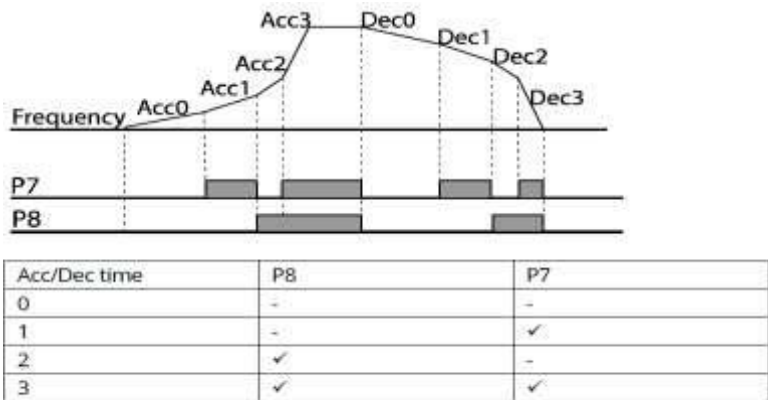 Acc3 Dec0
Dec1
Acc2 Dec2
Acc1
Dec3
Frequency Acc0
P7
P8
Acc/Dec time P8 P7
0 - -
1 - ✓
2 ✓ -
3 ✓ ✓